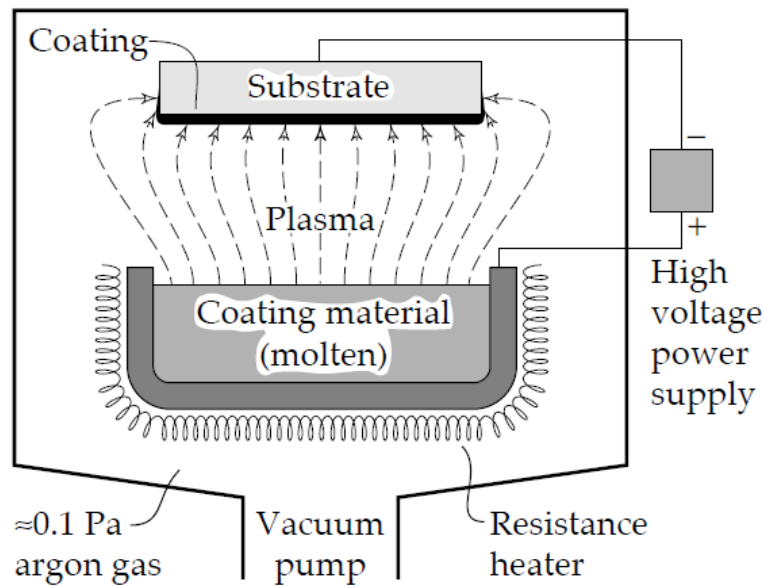 Coating
Substrate
−
Plasma
+
High
voltage
power
supply
Coating material
(molten)
≈0.1 Pa
argon gas
Vacuum
pump
Resistance
heater